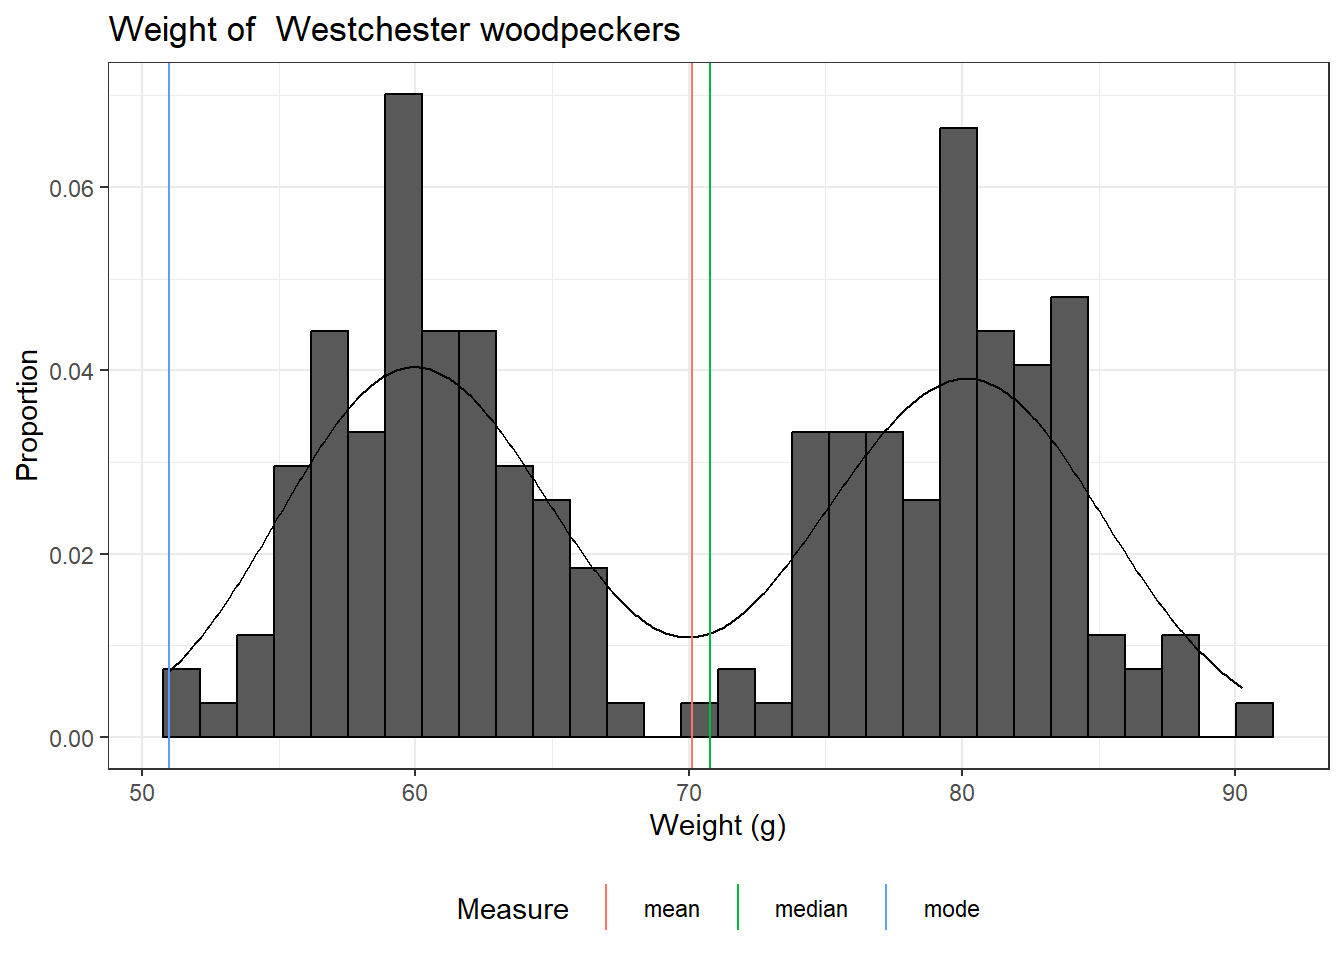 Weight of  Westchester woodpeckers
Proportion
0.06
0.04
0.02
0.00
50 60 70 80 90
Weight (g)
Measure mean median mode